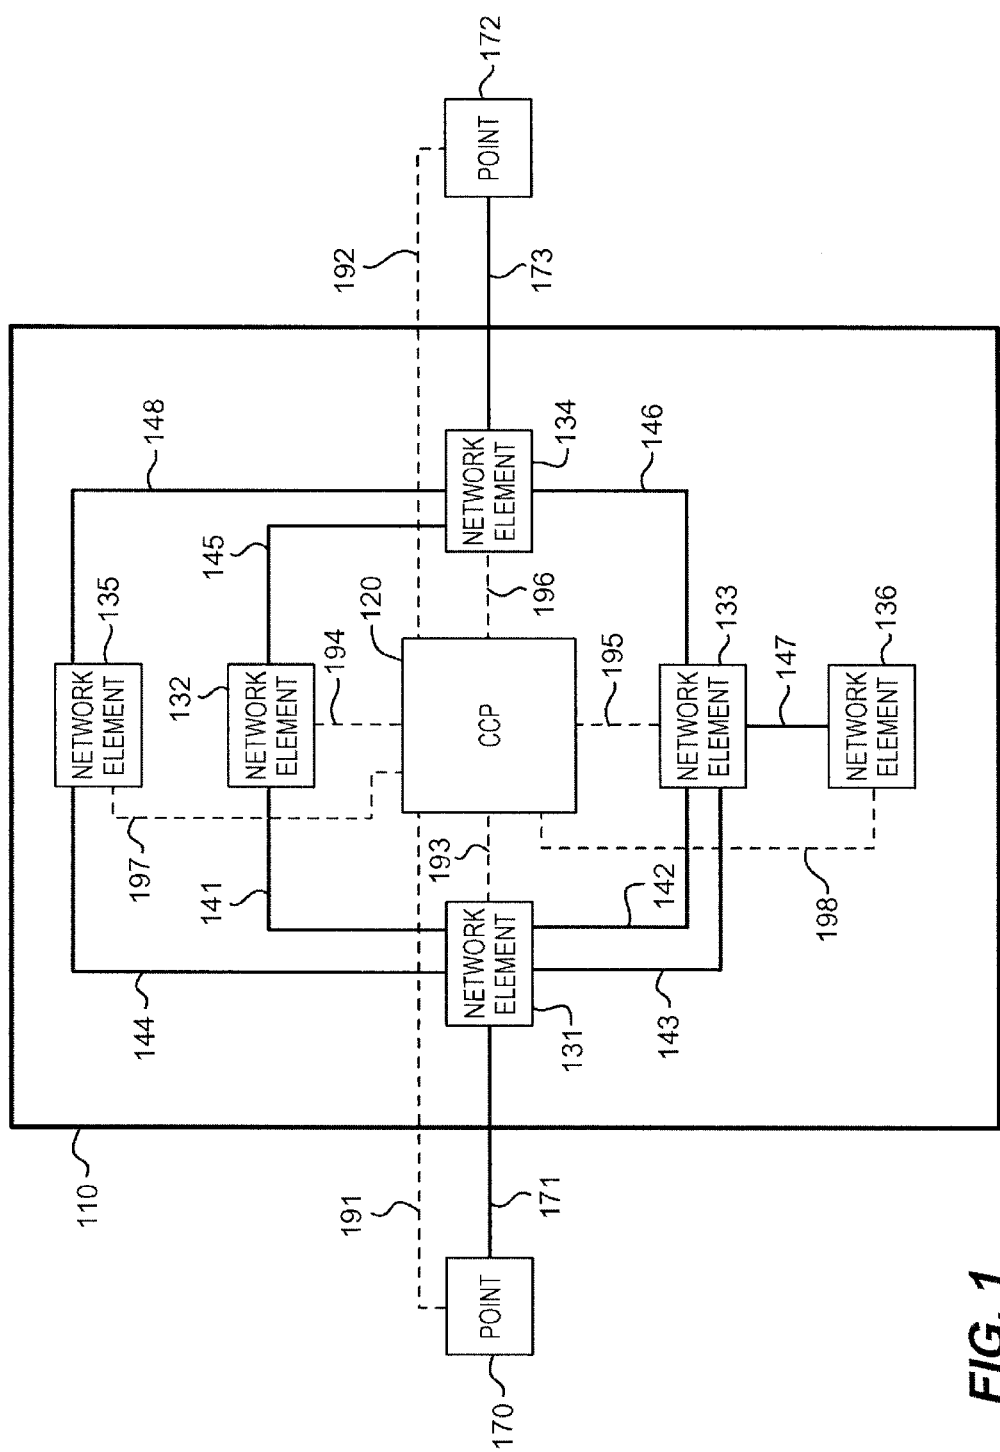 110
148
135
NETWORK
ELEMENT
144
145
132
NETWORK
ELEMENT
197
141
194
120
192
172
191
POINT
170
171
NETWORK
ELEMENT
131
193
CCP
196
NETWORK
ELEMENT
134
173
POINT
195
142
143
146
133
NETWORK
ELEMENT
147
136
NETWORK
ELEMENT
198
FIG. 1